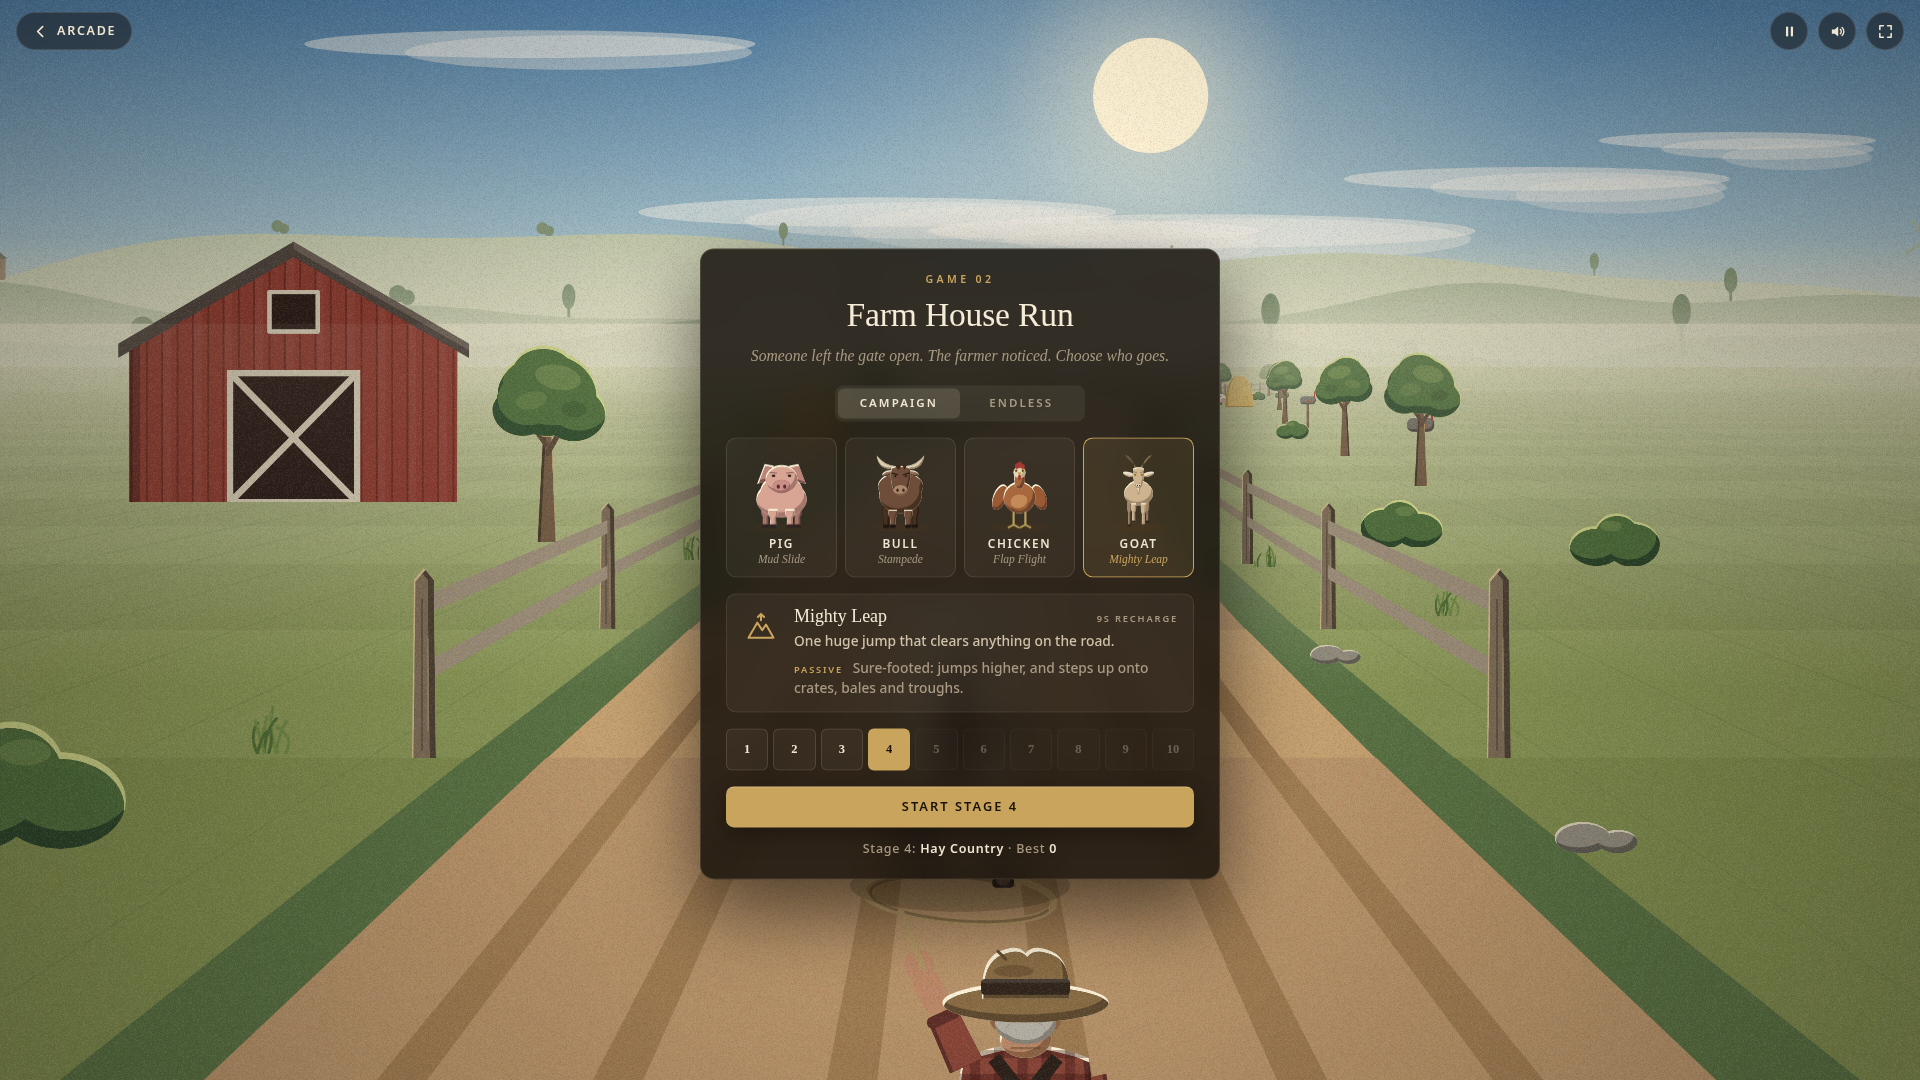 ARCADE
GAME 02
Farm House Run
Someone left the gate open. The farmer noticed. Choose who goes.
CAMPAIGN ENDLESS
PIG BULL CHICKEN GOAT
Mud Slide Stampede Flap Flight Mighty Leap
Mighty Leap 9S RECHARGE
One huge jump that clears anything on the road.
PASSIVE Sure-footed: jumps higher, and steps up onto
crates, bales and troughs.
1 2 3 4 5 6 7 8 9 10
START STAGE 4
Stage 4: Hay Country · Best 0